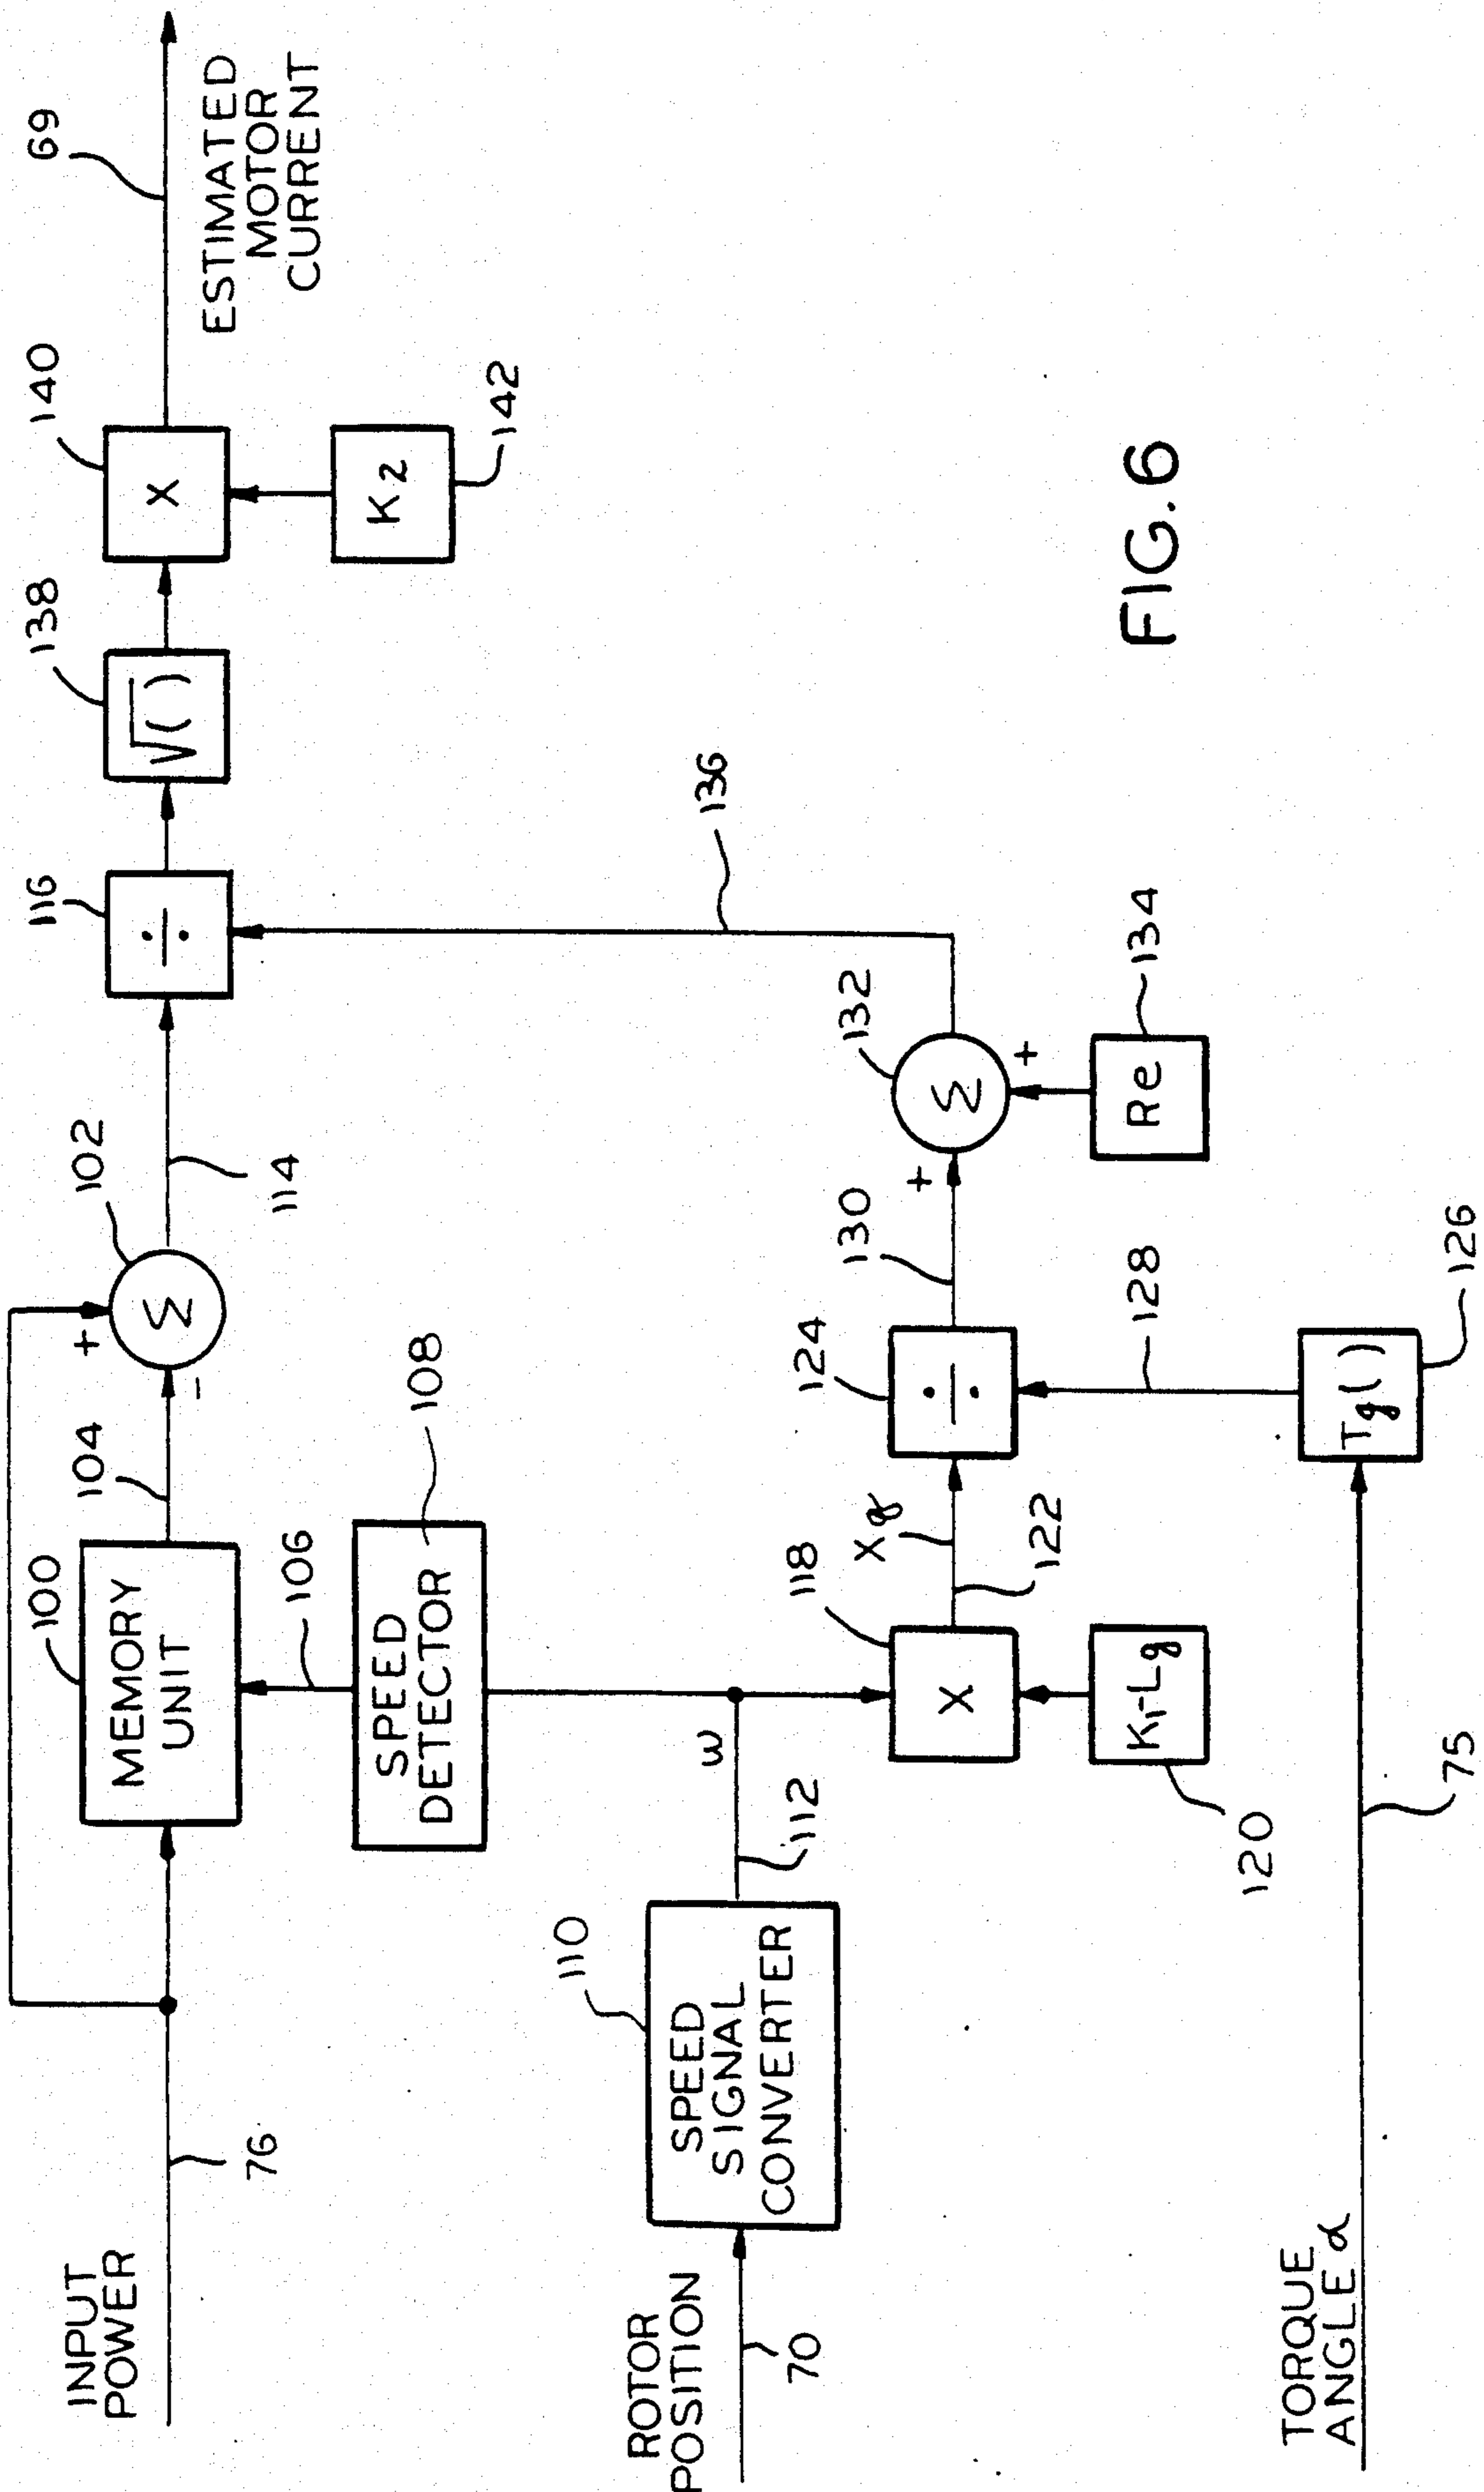 INPUT
POWER
76
100
MEMORY
UNIT
104
+
-
102
Σ
114
116
÷
138
√( )
140
X
69
ESTIMATED
MOTOR
CURRENT
K2
142
106
SPEED
DETECTOR
108
136
ROTOR
POSITION
70
110
SPEED
SIGNAL
CONVERTER
112
ω
118
X
Xq
122
K1-Lq
120
124
÷
130
+
132
Σ
+
Re
134
128
TORQUE
ANGLE α
75
Tg( )
126
FIG. 6